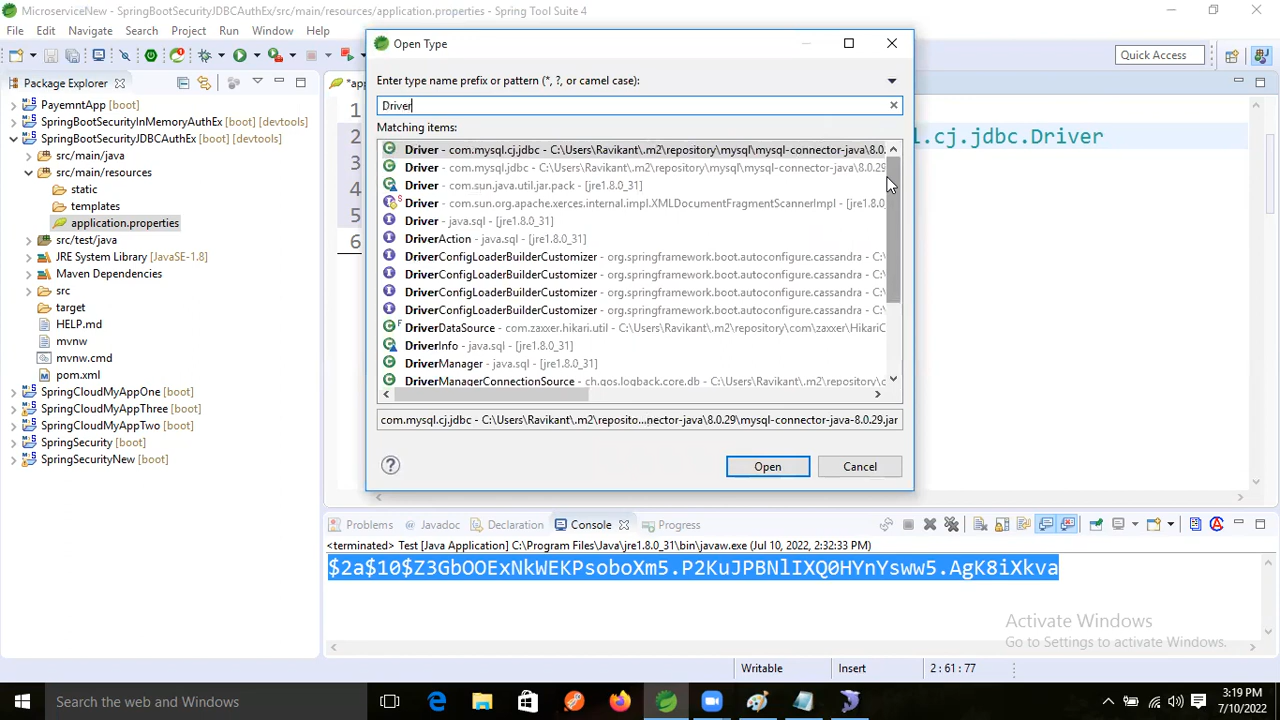 MicroserviceNew - SpringBootSecurityJDBCAuthEx/src/main/resources/application.properties - Spring Tool Suite 4
File Edit Navigate Search Project Run Window Help
Quick Access
Package Explorer
PayemntApp [boot]
SpringBootSecurityInMemoryAuthEx [boot] [devtools]
SpringBootSecurityJDBCAuthEx [boot] [devtools]
src/main/java
src/main/resources
static
templates
application.properties
src/test/java
JRE System Library [JavaSE-1.8]
Maven Dependencies
src
target
HELP.md
mvnw
mvnw.cmd
pom.xml
SpringCloudMyAppOne [boot]
SpringCloudMyAppThree [boot]
SpringCloudMyAppTwo [boot]
SpringSecurity [boot]
SpringSecurityNew [boot]
*app
1
2 l.cj.jdbc.Driver
3
4
5
6
Open Type
Enter type name prefix or pattern (*, ?, or camel case):
Driver
Matching items:
Driver - com.mysql.cj.jdbc - C:\Users\Ravikant\.m2\repository\mysql\mysql-connector-java\8.0.
Driver - com.mysql.jdbc - C:\Users\Ravikant\.m2\repository\mysql\mysql-connector-java\8.0.29
Driver - com.sun.java.util.jar.pack - [jre1.8.0_31]
Driver - com.sun.org.apache.xerces.internal.impl.XMLDocumentFragmentScannerImpl - [jre1.8.0
Driver - java.sql - [jre1.8.0_31]
DriverAction - java.sql - [jre1.8.0_31]
DriverConfigLoaderBuilderCustomizer - org.springframework.boot.autoconfigure.cassandra - C:\
DriverConfigLoaderBuilderCustomizer - org.springframework.boot.autoconfigure.cassandra - C:\
DriverConfigLoaderBuilderCustomizer - org.springframework.boot.autoconfigure.cassandra - C:\
DriverConfigLoaderBuilderCustomizer - org.springframework.boot.autoconfigure.cassandra - C:\
DriverDataSource - com.zaxxer.hikari.util - C:\Users\Ravikant\.m2\repository\com\zaxxer\HikariC
DriverInfo - java.sql - [jre1.8.0_31]
DriverManager - java.sql - [jre1.8.0_31]
DriverManagerConnectionSource - ch.qos.logback.core.db - C:\Users\Ravikant\.m2\repository\c
com.mysql.cj.jdbc - C:\Users\Ravikant\.m2\reposito...nector-java\8.0.29\mysql-connector-java-8.0.29.jar
Open Cancel
Problems Javadoc Declaration Console Progress
<terminated> Test [Java Application] C:\Program Files\Java\jre1.8.0_31\bin\javaw.exe (Jul 10, 2022, 2:32:33 PM)
$2a$10$Z3GbOOExNkWEKPsoboXm5.P2KuJPBNlIXQ0HYnYsww5.AgK8iXkva
Activate Windows
Go to Settings to activate Windows.
Writable Insert 2 : 61 : 77
Search the web and Windows
3:19 PM
7/10/2022